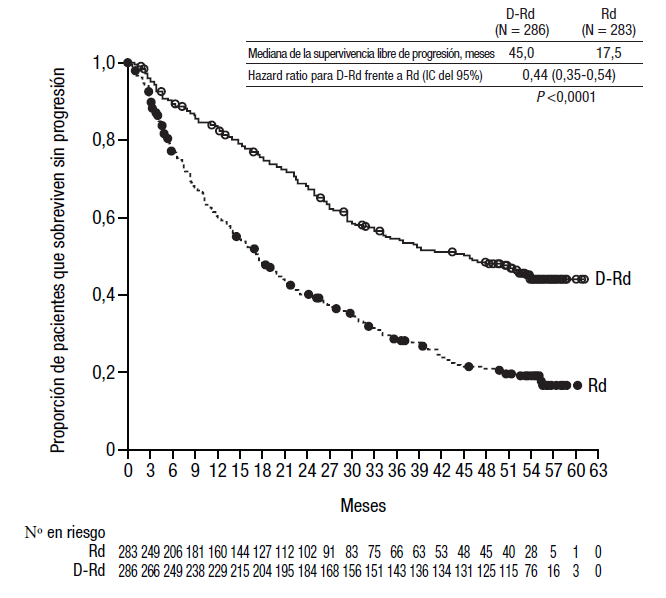 D-Rd Rd
(N = 286) (N = 283)
Mediana de la supervivencia libre de progresión, meses 45,0 17,5
Hazard ratio para D-Rd frente a Rd (IC del 95%) 0,44 (0,35-0,54)
P <0,0001
Proporción de pacientes que sobreviven sin progresión
1,0
0,8
0,6
0,4
0,2
0
D-Rd
Rd
0 3 6 9 12 15 18 21 24 27 30 33 36 39 42 45 48 51 54 57 60 63
Meses
Nº en riesgo
Rd 283 249 206 181 160 144 127 112 102 91 83 75 66 63 53 48 45 40 28 5 1 0
D-Rd 286 266 249 238 229 215 204 195 184 168 156 151 143 136 134 131 125 115 76 16 3 0